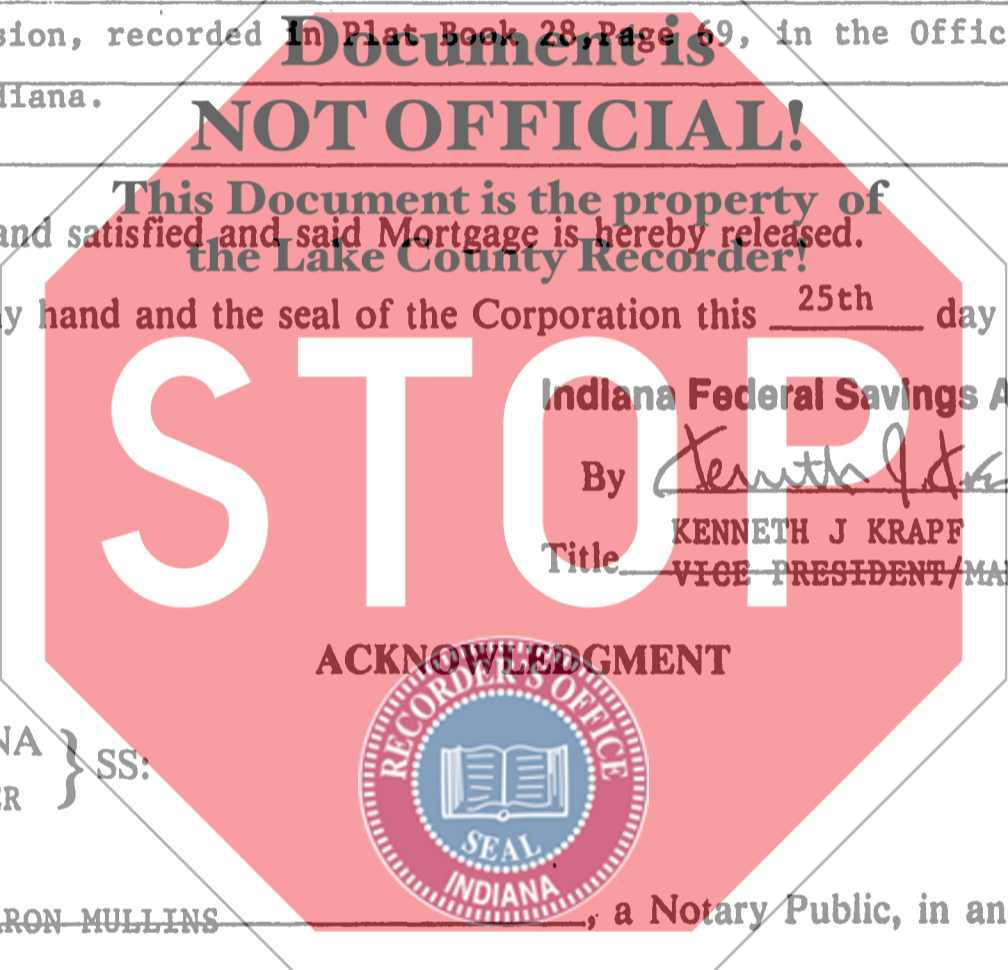 sion, recorded in Plat Book 28,Page 69, in the Offic
Document is
diana.
NOT OFFICIAL!
This Document is the property of
and satisfied and said Mortgage is hereby released.
the Lake County Recorder!
y hand and the seal of the Corporation this 25th day
STOP
Indiana Federal Savings A
By
KENNETH J KRAPF
Title VICE PRESIDENT/MA
ACKNOWLEDGMENT
RECORDER'S OFFICE
NA } SS:
ER
SEAL
INDIANA
RON MULLINS, a Notary Public, in an